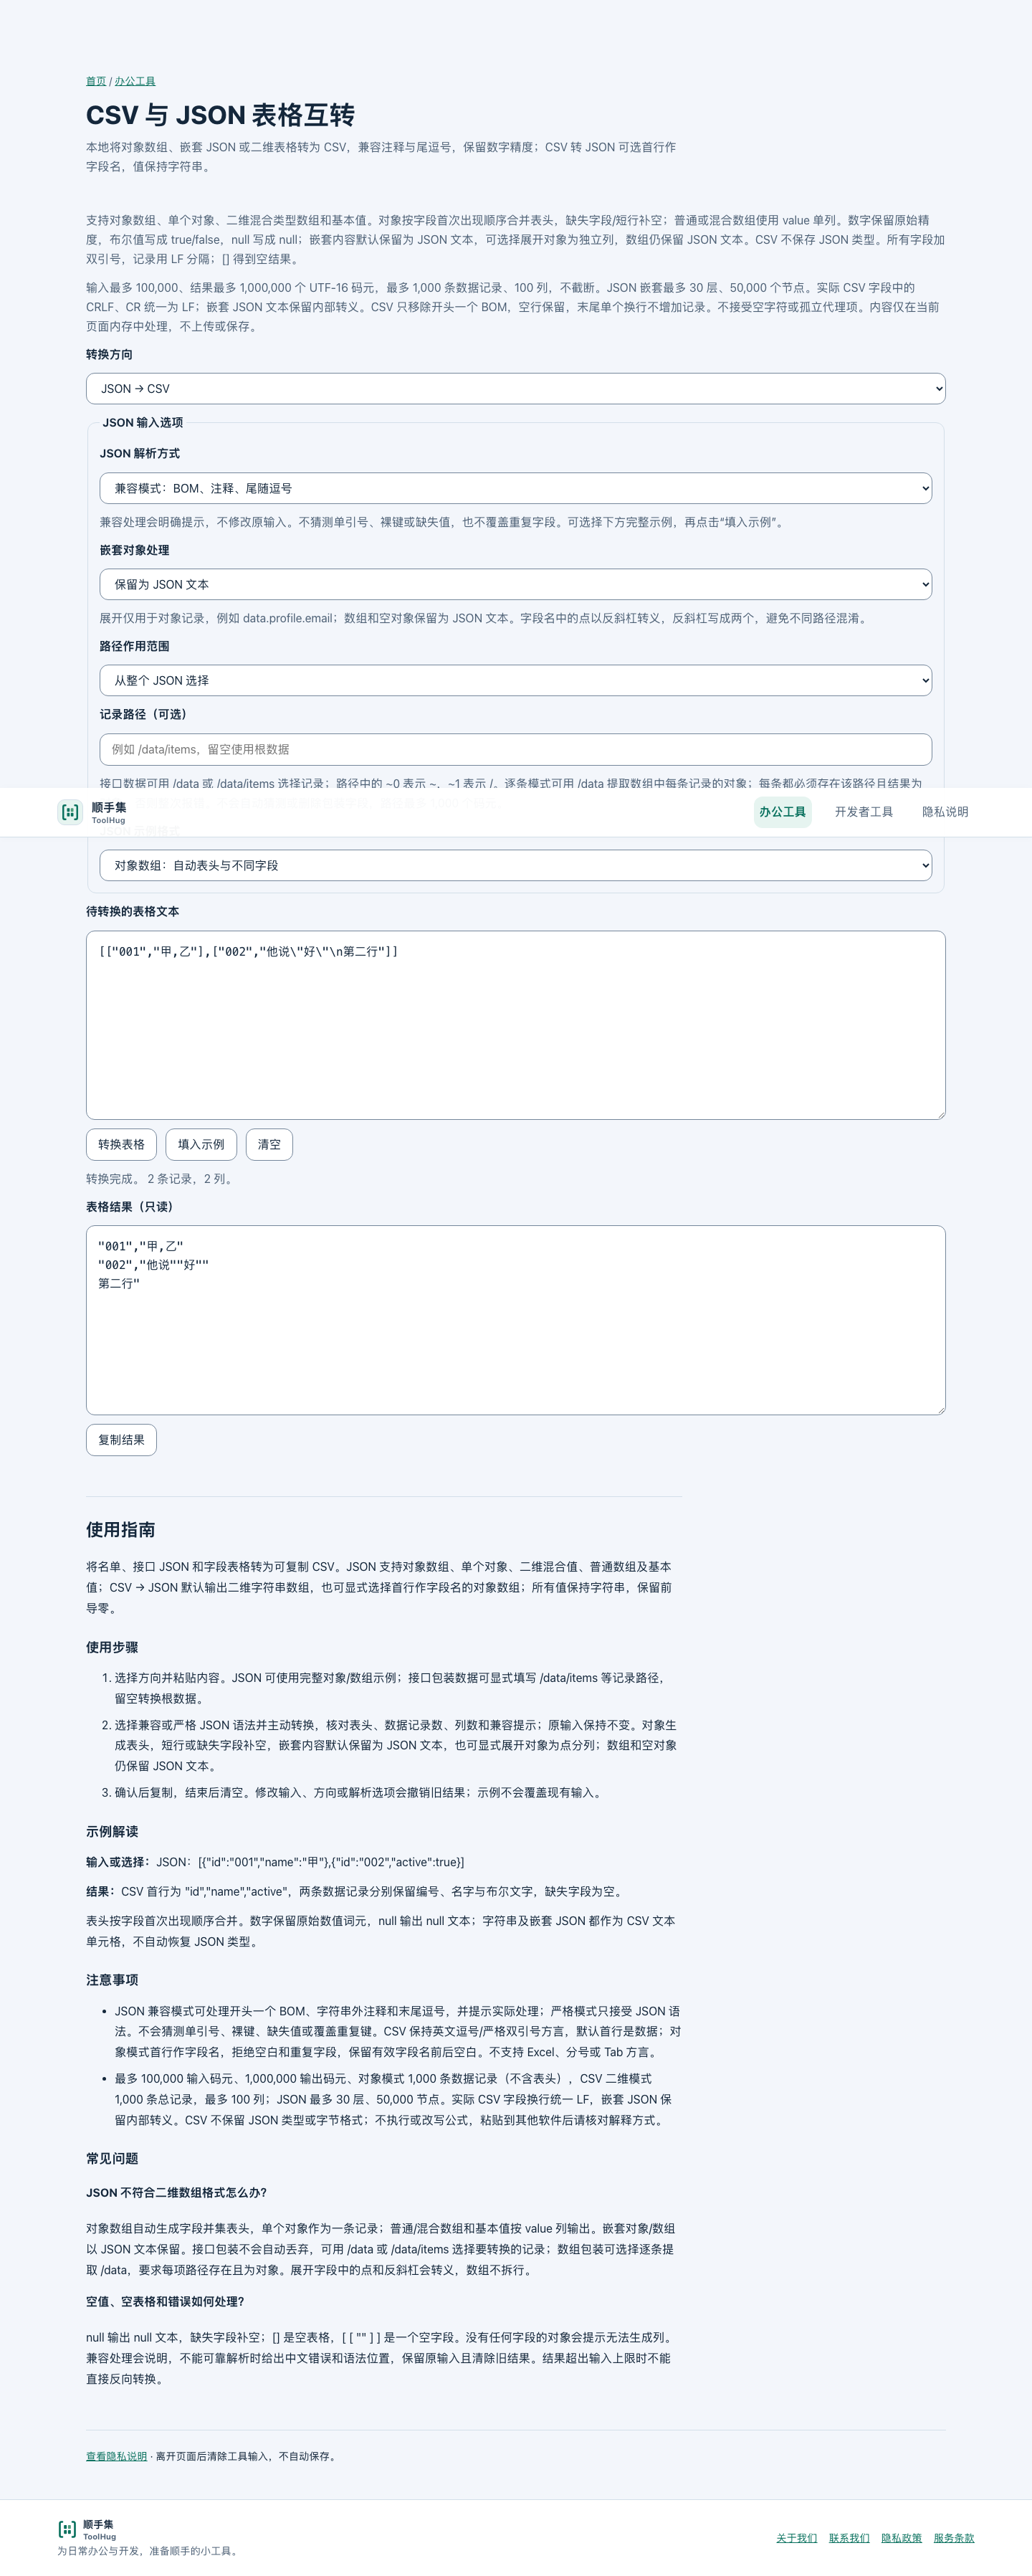 首页 / 办公工具
CSV 与 JSON 表格互转
本地将对象数组、嵌套 JSON 或二维表格转为 CSV，兼容注释与尾逗号，保留数字精度；CSV 转 JSON 可选首行作
字段名，值保持字符串。
支持对象数组、单个对象、二维混合类型数组和基本值。对象按字段首次出现顺序合并表头，缺失字段/短行补空；普通或混合数组使用 value 单列。数字保留原始精
度，布尔值写成 true/false，null 写成 null；嵌套内容默认保留为 JSON 文本，可选择展开对象为独立列，数组仍保留 JSON 文本。CSV 不保存 JSON 类型。所有字段加
双引号，记录用 LF 分隔；[] 得到空结果。
输入最多 100,000、结果最多 1,000,000 个 UTF-16 码元，最多 1,000 条数据记录、100 列，不截断。JSON 嵌套最多 30 层、50,000 个节点。实际 CSV 字段中的
CRLF、CR 统一为 LF；嵌套 JSON 文本保留内部转义。CSV 只移除开头一个 BOM，空行保留，末尾单个换行不增加记录。不接受空字符或孤立代理项。内容仅在当前
页面内存中处理，不上传或保存。
转换方向
JSON → CSV
JSON 输入选项
JSON 解析方式
兼容模式：BOM、注释、尾随逗号
兼容处理会明确提示，不修改原输入。不猜测单引号、裸键或缺失值，也不覆盖重复字段。可选择下方完整示例，再点击“填入示例”。
嵌套对象处理
保留为 JSON 文本
展开仅用于对象记录，例如 data.profile.email；数组和空对象保留为 JSON 文本。字段名中的点以反斜杠转义，反斜杠写成两个，避免不同路径混淆。
路径作用范围
从整个 JSON 选择
记录路径（可选）
例如 /data/items，留空使用根数据
接口数据可用 /data 或 /data/items 选择记录；路径中的 ~0 表示 ~，~1 表示 /。逐条模式可用 /data 提取数组中每条记录的对象；每条都必须存在该路径且结果为
顺手集
ToolHug
办公工具
开发者工具
隐私说明
对象数组：自动表头与不同字段
待转换的表格文本
[["001","甲,乙"],["002","他说\"好\"\n第二行"]]
转换表格
填入示例
清空
转换完成。 2 条记录，2 列。
表格结果（只读）
"001","甲,乙"
"002","他说""好""
第二行"
复制结果
使用指南
将名单、接口 JSON 和字段表格转为可复制 CSV。JSON 支持对象数组、单个对象、二维混合值、普通数组及基本
值；CSV → JSON 默认输出二维字符串数组，也可显式选择首行作字段名的对象数组；所有值保持字符串，保留前
导零。
使用步骤
1. 选择方向并粘贴内容。JSON 可使用完整对象/数组示例；接口包装数据可显式填写 /data/items 等记录路径，
留空转换根数据。
2. 选择兼容或严格 JSON 语法并主动转换，核对表头、数据记录数、列数和兼容提示；原输入保持不变。对象生
成表头，短行或缺失字段补空，嵌套内容默认保留为 JSON 文本，也可显式展开对象为点分列；数组和空对象
仍保留 JSON 文本。
3. 确认后复制，结束后清空。修改输入、方向或解析选项会撤销旧结果；示例不会覆盖现有输入。
示例解读
输入或选择：JSON：[{"id":"001","name":"甲"},{"id":"002","active":true}]
结果：CSV 首行为 "id","name","active"，两条数据记录分别保留编号、名字与布尔文字，缺失字段为空。
表头按字段首次出现顺序合并。数字保留原始数值词元，null 输出 null 文本；字符串及嵌套 JSON 都作为 CSV 文本
单元格，不自动恢复 JSON 类型。
注意事项
• JSON 兼容模式可处理开头一个 BOM、字符串外注释和末尾逗号，并提示实际处理；严格模式只接受 JSON 语
法。不会猜测单引号、裸键、缺失值或覆盖重复键。CSV 保持英文逗号/严格双引号方言，默认首行是数据；对
象模式首行作字段名，拒绝空白和重复字段，保留有效字段名前后空白。不支持 Excel、分号或 Tab 方言。
• 最多 100,000 输入码元、1,000,000 输出码元、对象模式 1,000 条数据记录（不含表头），CSV 二维模式
1,000 条总记录，最多 100 列；JSON 最多 30 层、50,000 节点。实际 CSV 字段换行统一 LF，嵌套 JSON 保
留内部转义。CSV 不保留 JSON 类型或字节格式；不执行或改写公式，粘贴到其他软件后请核对解释方式。
常见问题
JSON 不符合二维数组格式怎么办？
对象数组自动生成字段并集表头，单个对象作为一条记录；普通/混合数组和基本值按 value 列输出。嵌套对象/数组
以 JSON 文本保留。接口包装不会自动丢弃，可用 /data 或 /data/items 选择要转换的记录；数组包装可选择逐条提
取 /data，要求每项路径存在且为对象。展开字段中的点和反斜杠会转义，数组不拆行。
空值、空表格和错误如何处理？
null 输出 null 文本，缺失字段补空；[] 是空表格，[ [ "" ] ] 是一个空字段。没有任何字段的对象会提示无法生成列。
兼容处理会说明，不能可靠解析时给出中文错误和语法位置，保留原输入且清除旧结果。结果超出输入上限时不能
直接反向转换。
查看隐私说明 · 离开页面后清除工具输入，不自动保存。
顺手集
ToolHug
为日常办公与开发，准备顺手的小工具。
关于我们
联系我们
隐私政策
服务条款